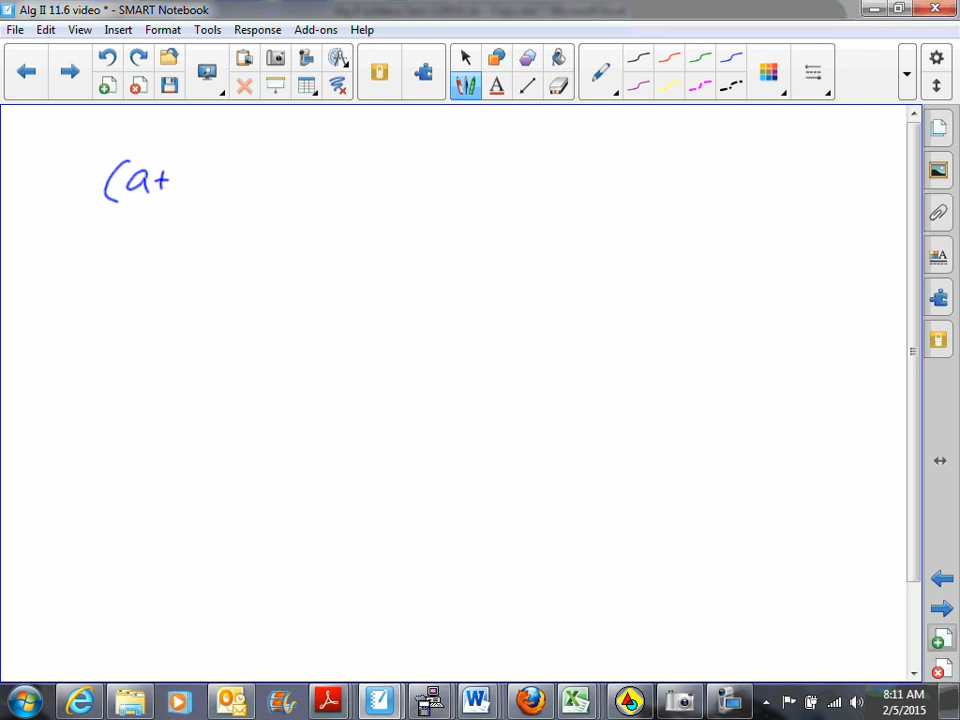 Alg II 11.6 video * - SMART Notebook
File Edit View Insert Format Tools Response Add-ons Help
(a+
8:11 AM
2/5/2015